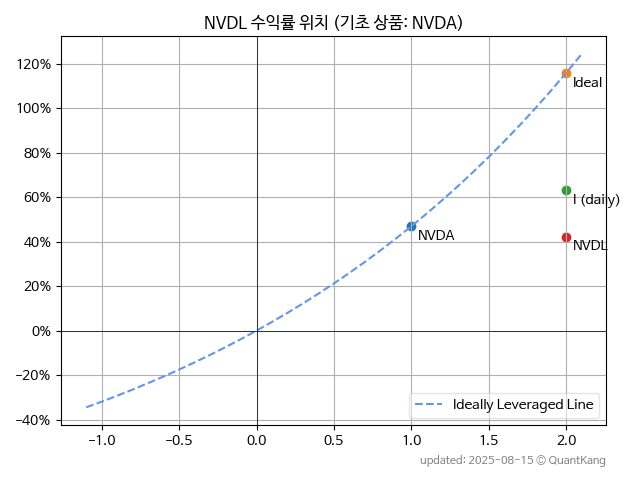 NVDL 수익률 위치 (기초 상품: NVDA)
120%
100%
80%
60%
40%
20%
0%
−20%
−40%
Ideal
I (daily)
NVDA
NVDL
Ideally Leveraged Line
−1.0 −0.5 0.0 0.5 1.0 1.5 2.0
updated: 2025-08-15 © QuantKang